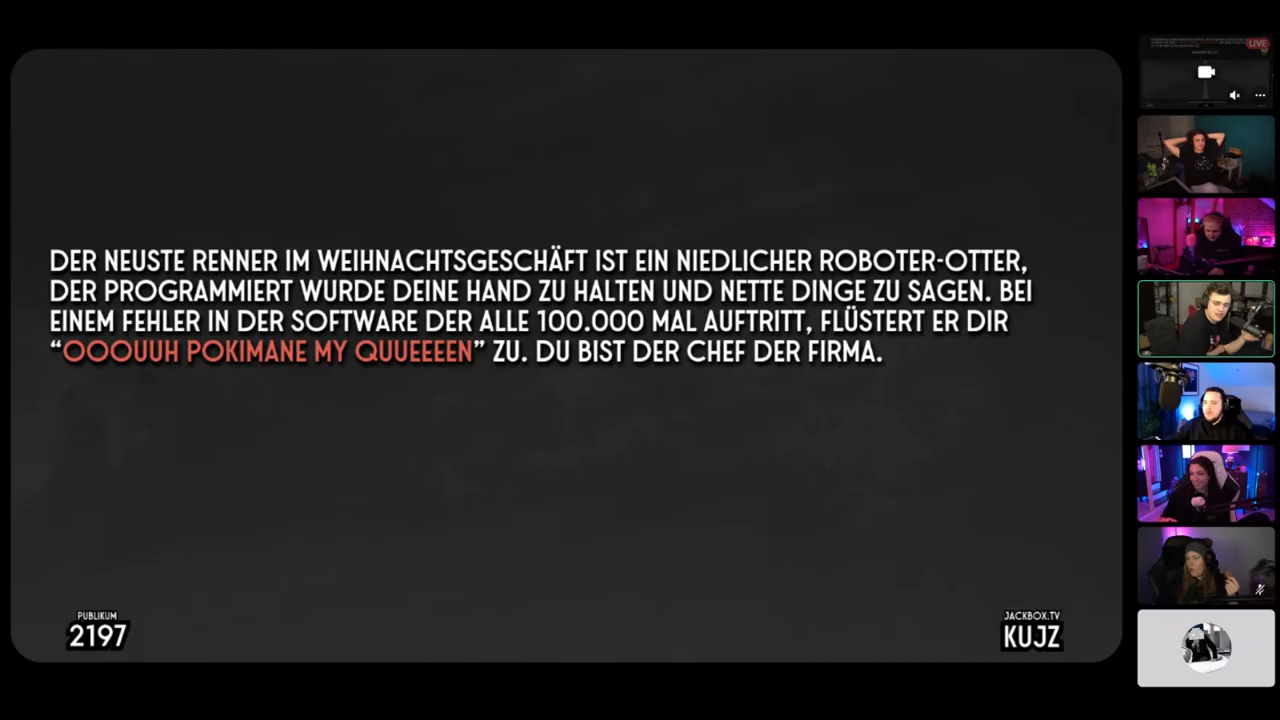 DER NEUSTE RENNER IM WEIHNACHTSGESCHÄFT IST EIN NIEDLICHER ROBOTER-OTTER,
DER PROGRAMMIERT WURDE DEINE HAND ZU HALTEN UND NETTE DINGE ZU SAGEN. BEI
EINEM FEHLER IN DER SOFTWARE DER ALLE 100.000 MAL AUFTRITT, FLÜSTERT ER DIR
“OOOUUH POKIMANE MY QUUEEEEN” ZU. DU BIST DER CHEF DER FIRMA.
PUBLIKUM
2197
JACKBOX.TV
KUJZ
LIVE